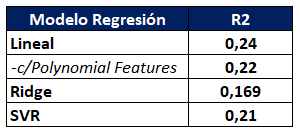 Modelo Regresión R2
Lineal 0,24
-c/Polynomial Features 0,22
Ridge 0,169
SVR 0,21